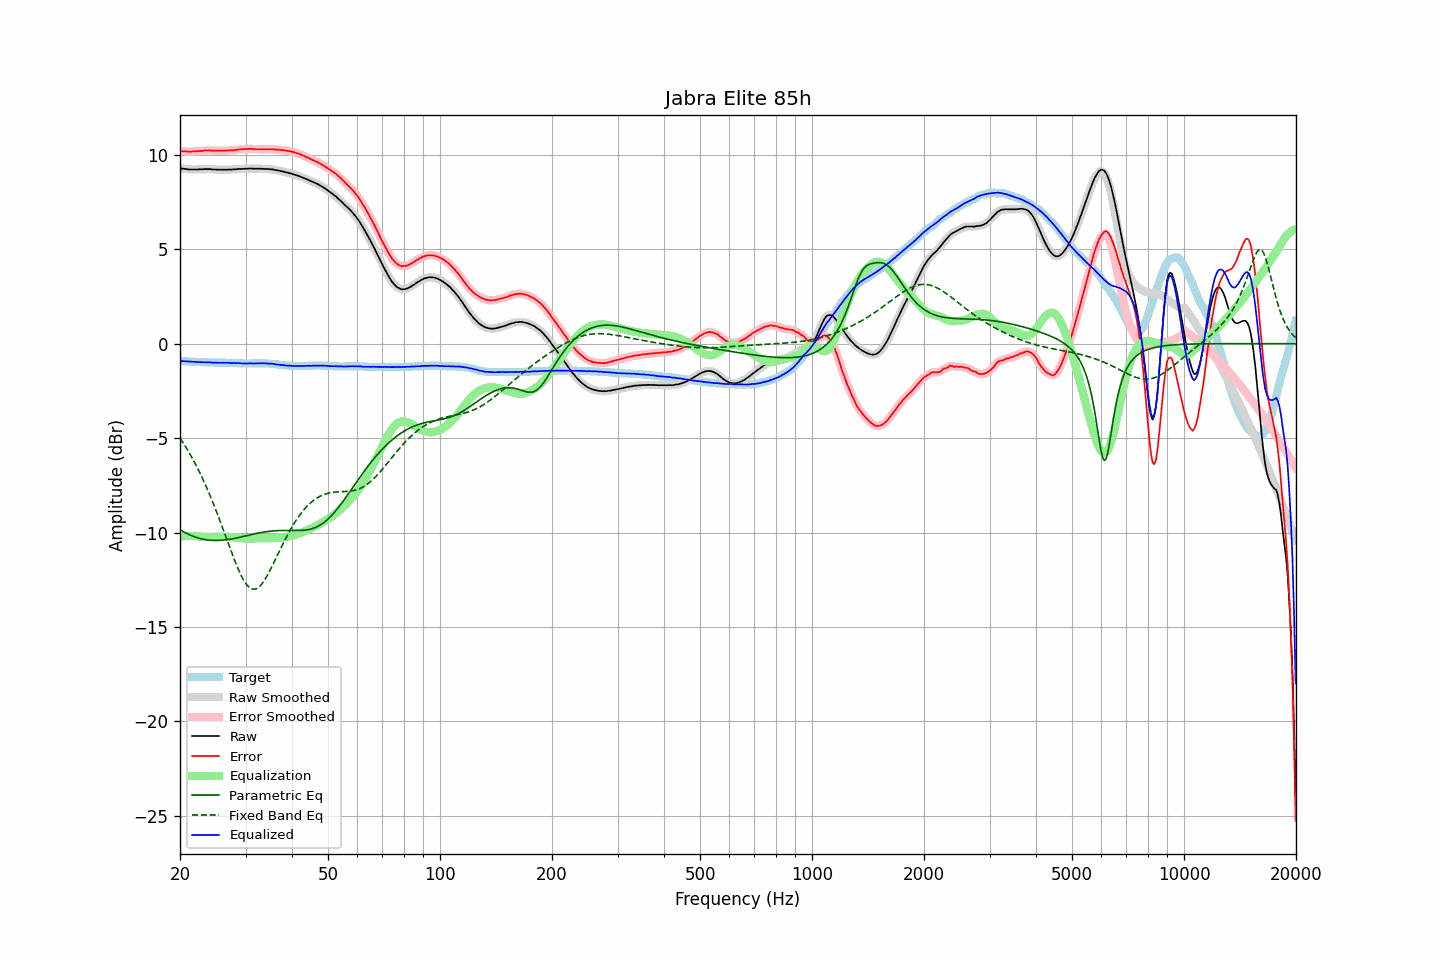 Jabra Elite 85h
10
5
0
−5
−10
−15
−20
−25
Amplitude (dBr)
Target
Raw Smoothed
Error Smoothed
Raw
Error
Equalization
Parametric Eq
Fixed Band Eq
Equalized
20 50 100 200 500 1000 2000 5000 10000 20000
Frequency (Hz)